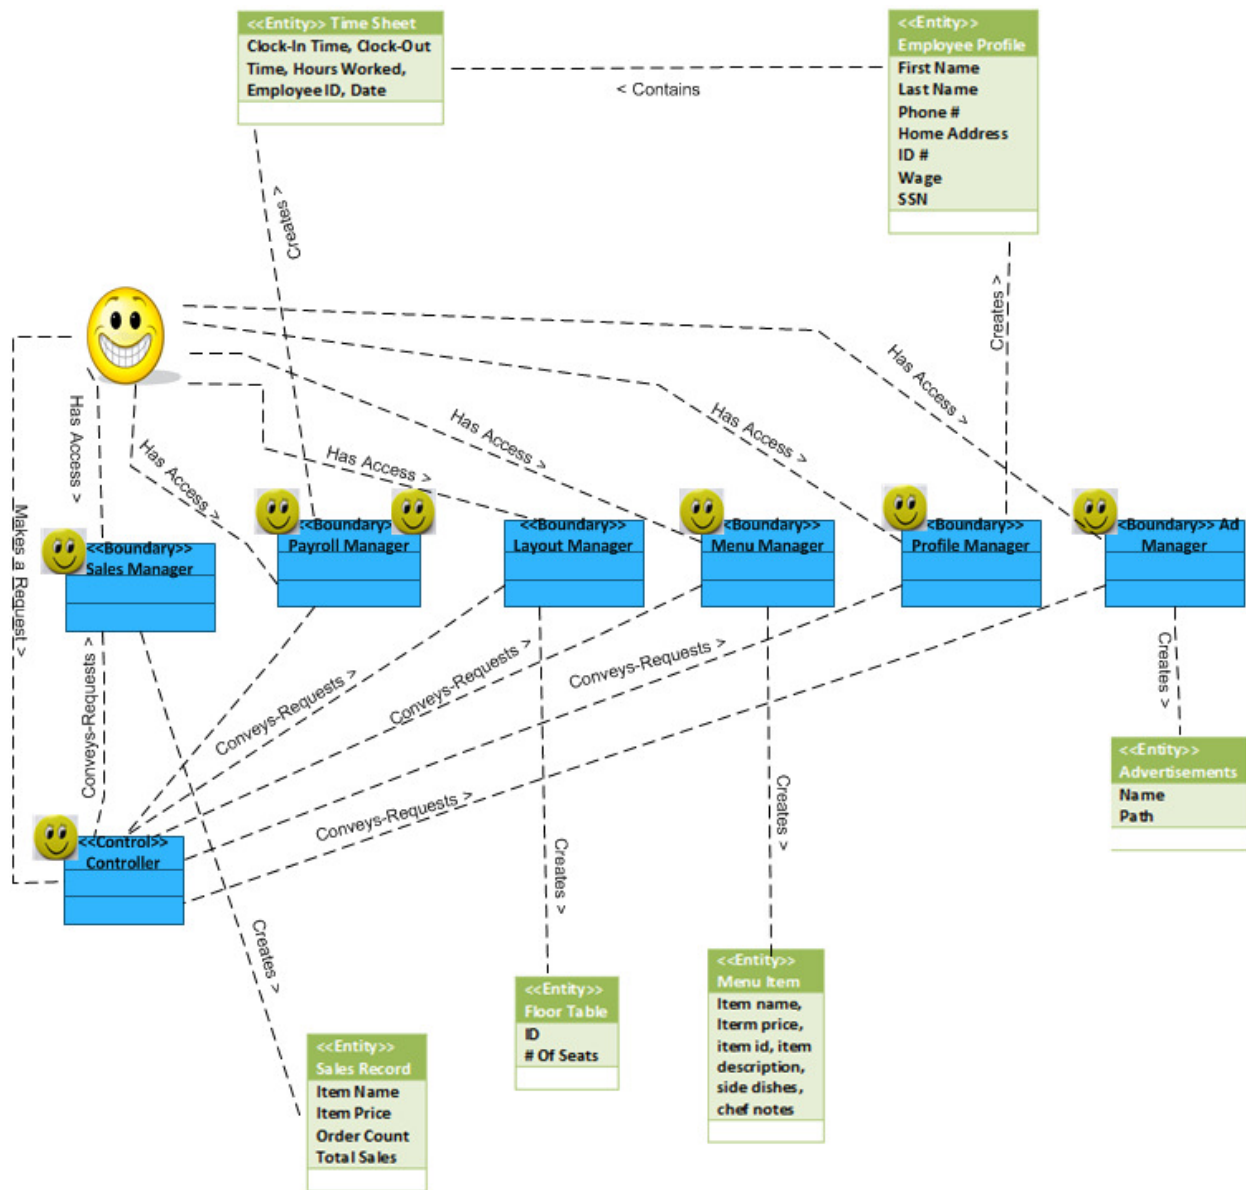 <<Entity>> Time Sheet
Clock-In Time, Clock-Out
Time, Hours Worked,
Employee ID, Date
<<Entity>>
Employee Profile
First Name
Last Name
Phone #
Home Address
ID #
Wage
SSN
< Contains
Creates >
Creates >
Has Access >
Has Access >
Has Access >
Has Access >
Has Access >
Has Access >
Makes a Request >
<<Boundary>>
Sales Manager
<<Boundary>
Payroll Manager
<<Boundary>>
Layout Manager
<<Boundary>>
Menu Manager
<<Boundary>>
Profile Manager
<Boundary>> Ad
Manager
Conveys-Requests >
Conveys-Requests >
Conveys-Requests >
Conveys-Requests >
Conveys-Requests >
Creates >
<<Entity>>
Advertisements
Name
Path
<<Control>>
Controller
Creates >
Creates >
Creates >
<<Entity>>
Sales Record
Item Name
Item Price
Order Count
Total Sales
<<Entity>>
Floor Table
ID
# Of Seats
<<Entity>>
Menu Item
Item name,
Iterm price,
item id, item
description,
side dishes,
chef notes